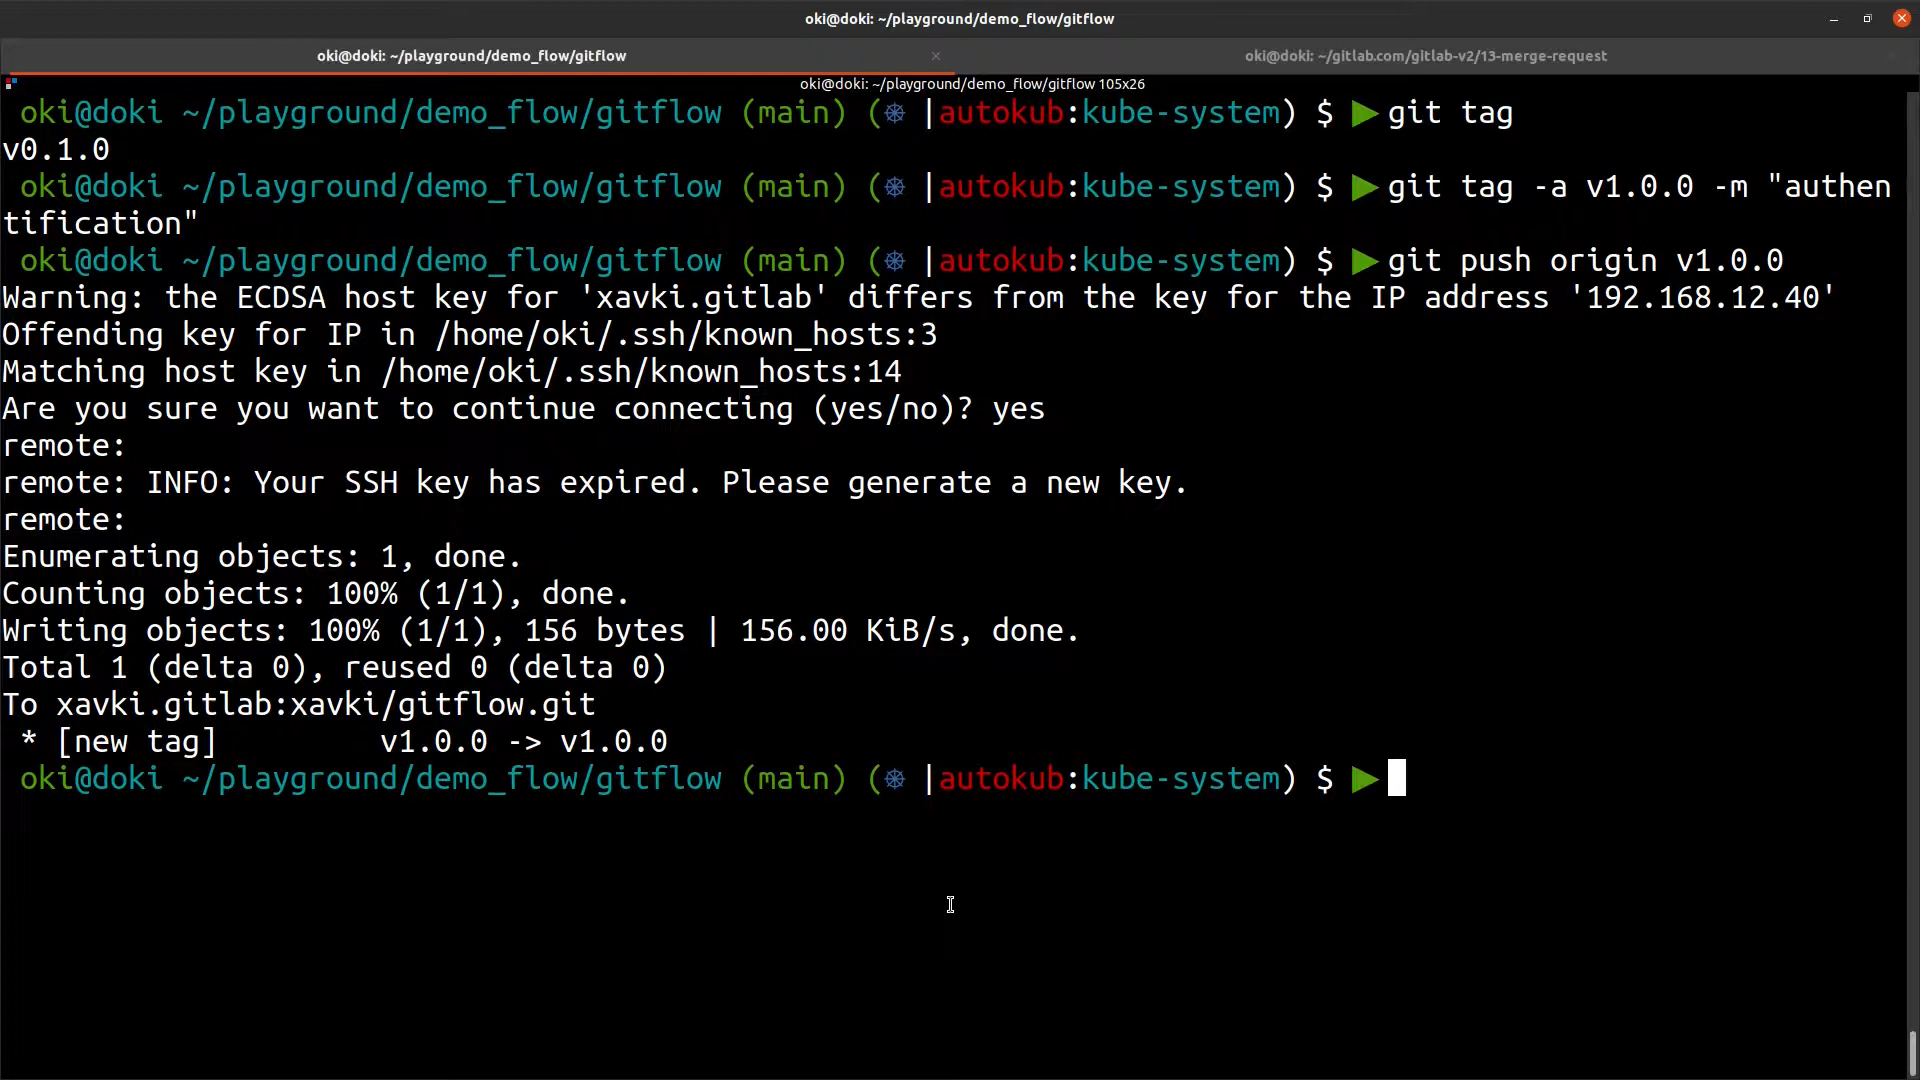 oki@doki: ~/playground/demo_flow/gitflow
oki@doki: ~/playground/demo_flow/gitflow
oki@doki: ~/gitlab.com/gitlab-v2/13-merge-request
oki@doki: ~/playground/demo_flow/gitflow 105x26
oki@doki ~/playground/demo_flow/gitflow (main) (⎈ |autokub:kube-system) $ ▶ git tag
v0.1.0
oki@doki ~/playground/demo_flow/gitflow (main) (⎈ |autokub:kube-system) $ ▶ git tag -a v1.0.0 -m "authen
tification"
oki@doki ~/playground/demo_flow/gitflow (main) (⎈ |autokub:kube-system) $ ▶ git push origin v1.0.0
Warning: the ECDSA host key for 'xavki.gitlab' differs from the key for the IP address '192.168.12.40'
Offending key for IP in /home/oki/.ssh/known_hosts:3
Matching host key in /home/oki/.ssh/known_hosts:14
Are you sure you want to continue connecting (yes/no)? yes
remote:
remote: INFO: Your SSH key has expired. Please generate a new key.
remote:
Enumerating objects: 1, done.
Counting objects: 100% (1/1), done.
Writing objects: 100% (1/1), 156 bytes | 156.00 KiB/s, done.
Total 1 (delta 0), reused 0 (delta 0)
To xavki.gitlab:xavki/gitflow.git
 * [new tag]         v1.0.0 -> v1.0.0
oki@doki ~/playground/demo_flow/gitflow (main) (⎈ |autokub:kube-system) $ ▶